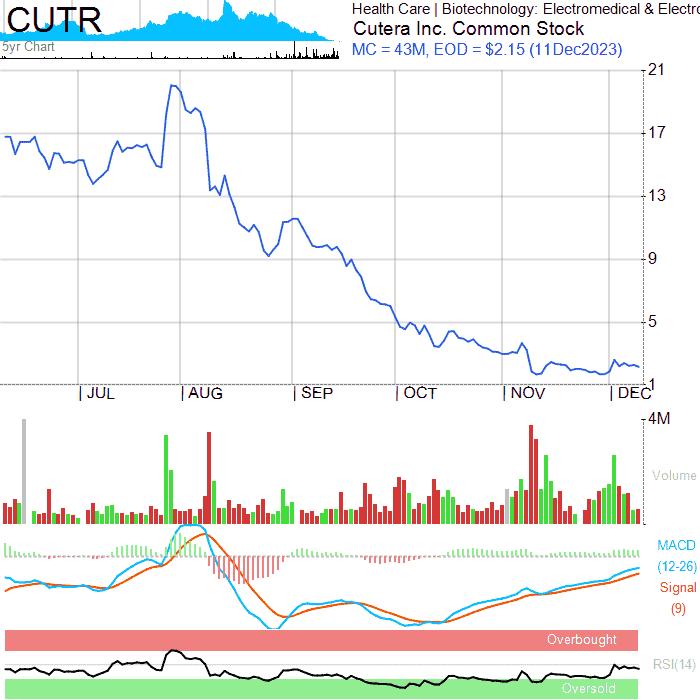 CUTR
Health Care | Biotechnology: Electromedical & Electro
5yr Chart
Cutera Inc. Common Stock
MC = 43M, EOD = $2.15 (11Dec2023)
21
17
13
9
5
1
JUL
AUG
SEP
OCT
NOV
DEC
4M
Volume
MACD
(12-26)
Signal
(9)
Overbought
RSI(14)
Oversold